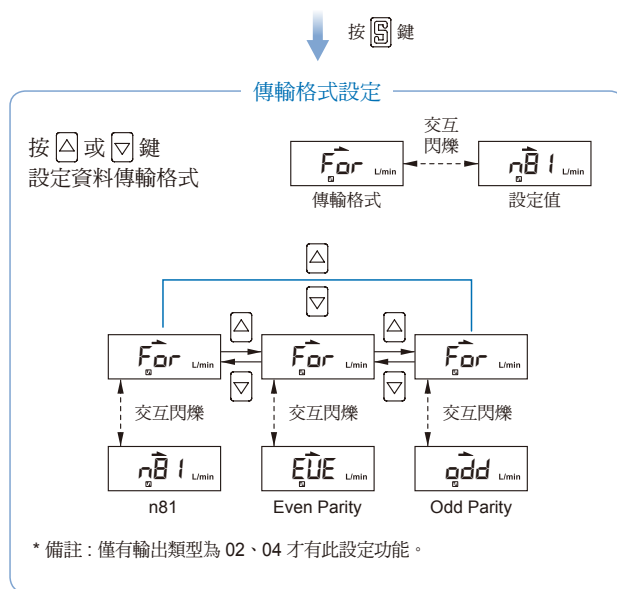 按 S 鍵
傳輸格式設定
按 △ 或 ▽ 鍵
設定資料傳輸格式
交互
閃爍
For L/min
n81 L/min
傳輸格式
設定值
△
▽
△ △
For L/min For L/min For L/min
▽ ▽
交互閃爍 交互閃爍 交互閃爍
n81 L/min EUE L/min odd L/min
n81 Even Parity Odd Parity
* 備註 : 僅有輸出類型為 02、04 才有此設定功能。